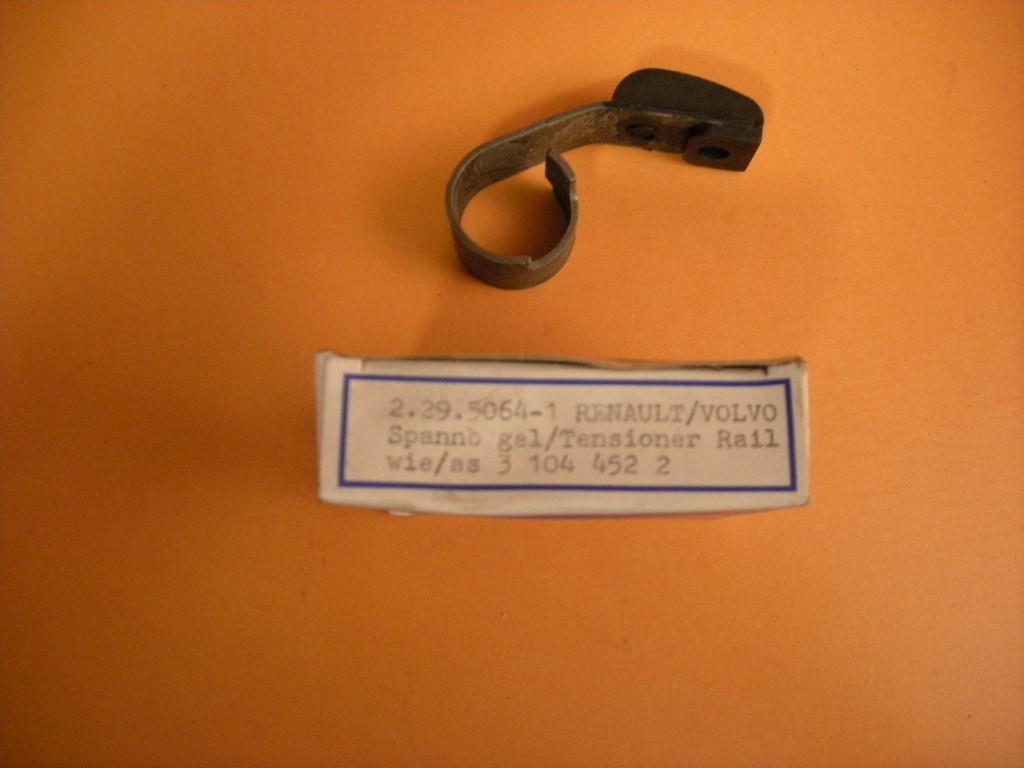 2.29.5064-1 RENAULT/VOLVO
Spannb gel/Tensioner Rail
wie/as 3 104 452 2